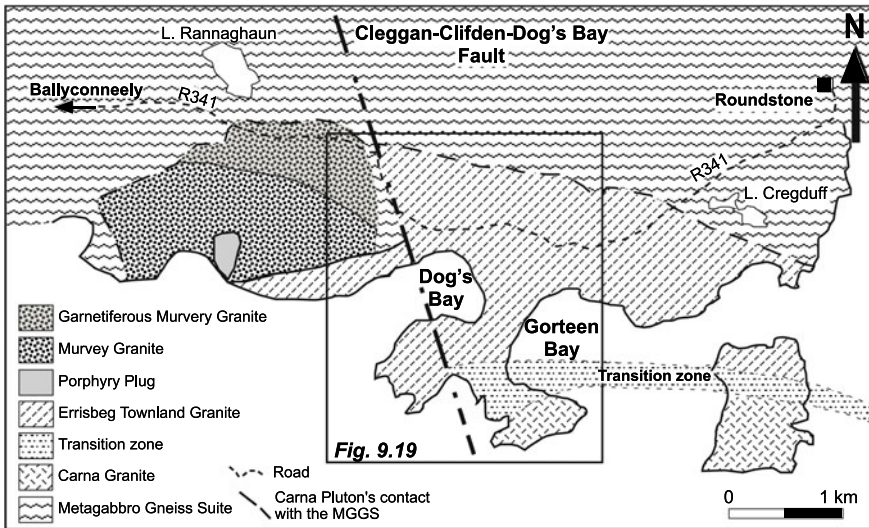 L. Rannaghaun
Cleggan-Clifden-Dog's Bay
Fault
N
Ballyconneely
R341
Roundstone
R341
L. Cregduff
Dog's
Bay
Gorteen
Bay
Transition zone
Fig. 9.19
Garnetiferous Murvery Granite
Murvey Granite
Porphyry Plug
Errisbeg Townland Granite
Transition zone
Carna Granite
Metagabbro Gneiss Suite
Road
Carna Pluton's contact
with the MGGS
0 1 km